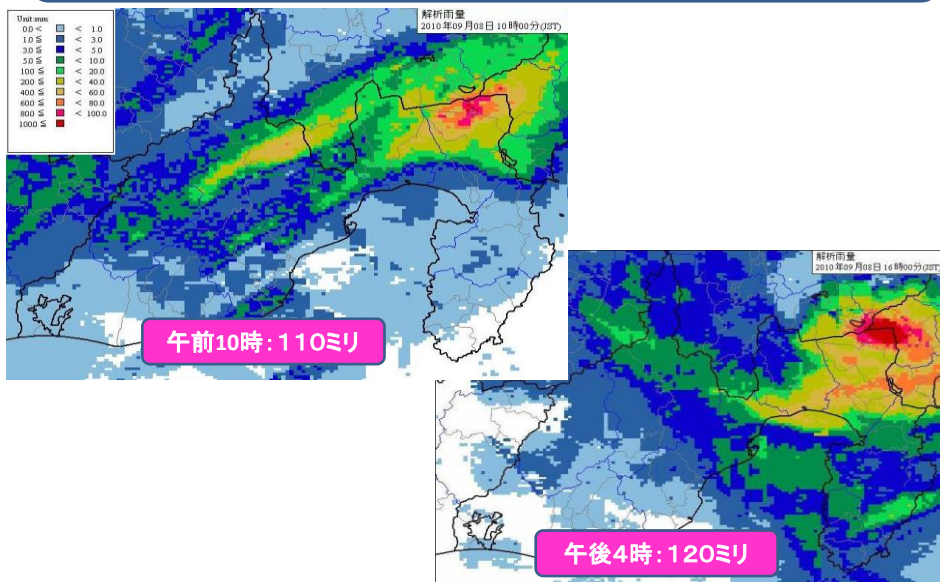 解析雨量
2010年09月08日 10時00分(JST)
Unit:mm
0.0 < < 1.0
1.0 ≦ < 3.0
3.0 ≦ < 5.0
5.0 ≦ < 10.0
10.0 ≦ < 20.0
20.0 ≦ < 40.0
40.0 ≦ < 60.0
60.0 ≦ < 80.0
80.0 ≦ < 100.0
100.0 ≦
午前10時:110ミリ
解析雨量
2010年09月08日 16時00分(JST)
午後4時:120ミリ